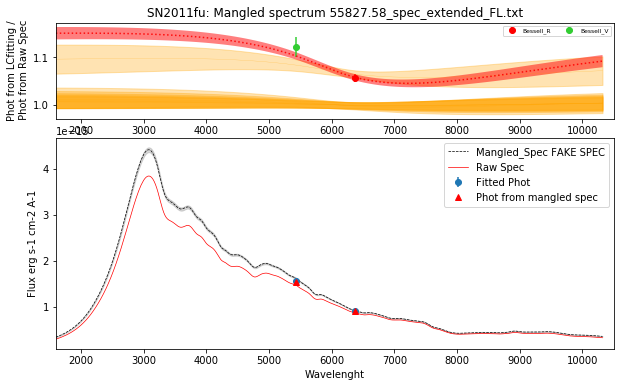 SN2011fu: Mangled spectrum 55827.58_spec_extended_FL.txt
Phot from LCfitting /
Phot from Raw Spec
1.1
1.0
Bessell_R
Bessell_V
2000 3000 4000 5000 6000 7000 8000 9000 10000
Flux erg s-1 cm-2 A-1
4
3
2
1
Mangled_Spec FAKE SPEC
Raw Spec
Fitted Phot
Phot from mangled spec
2000 3000 4000 5000 6000 7000 8000 9000 10000
Wavelenght